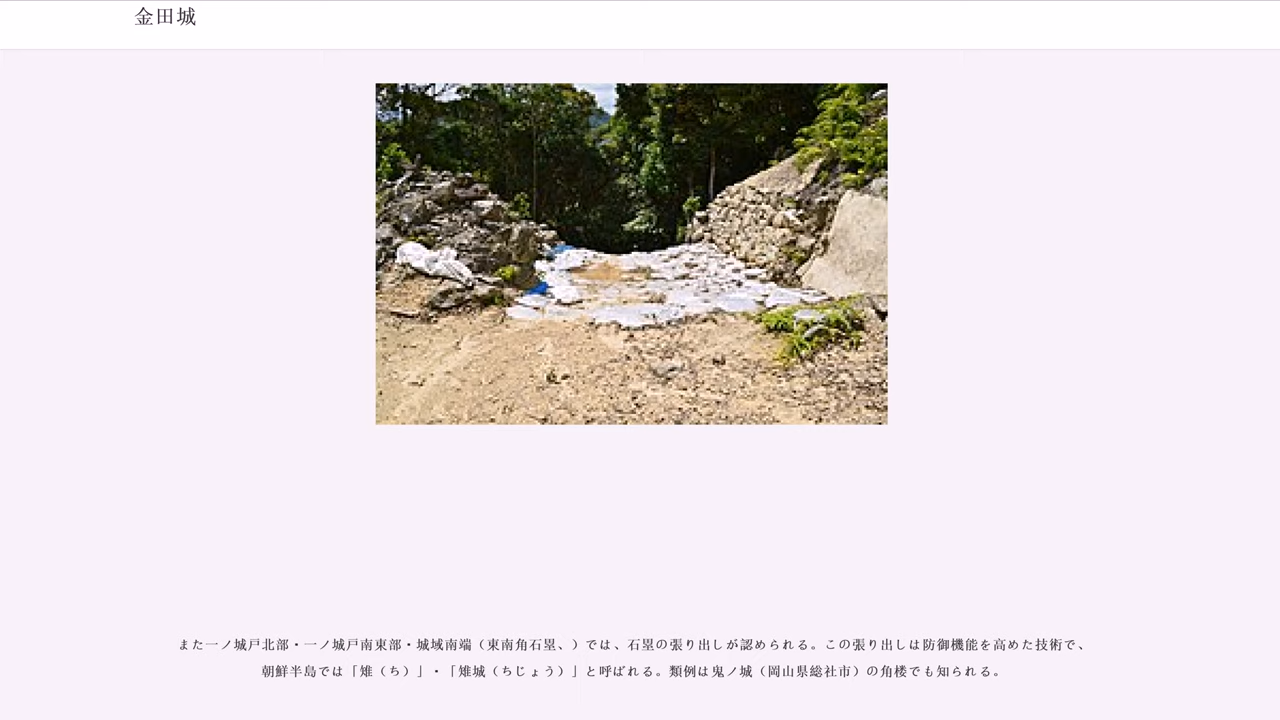 金田城
また一ノ城戸北部・一ノ城戸南東部・城域南端（東南角石塁、）では、石塁の張り出しが認められる。この張り出しは防御機能を高めた技術で、
朝鮮半島では「雉（ち）」・「雉城（ちじょう）」と呼ばれる。類例は鬼ノ城（岡山県総社市）の角楼でも知られる。